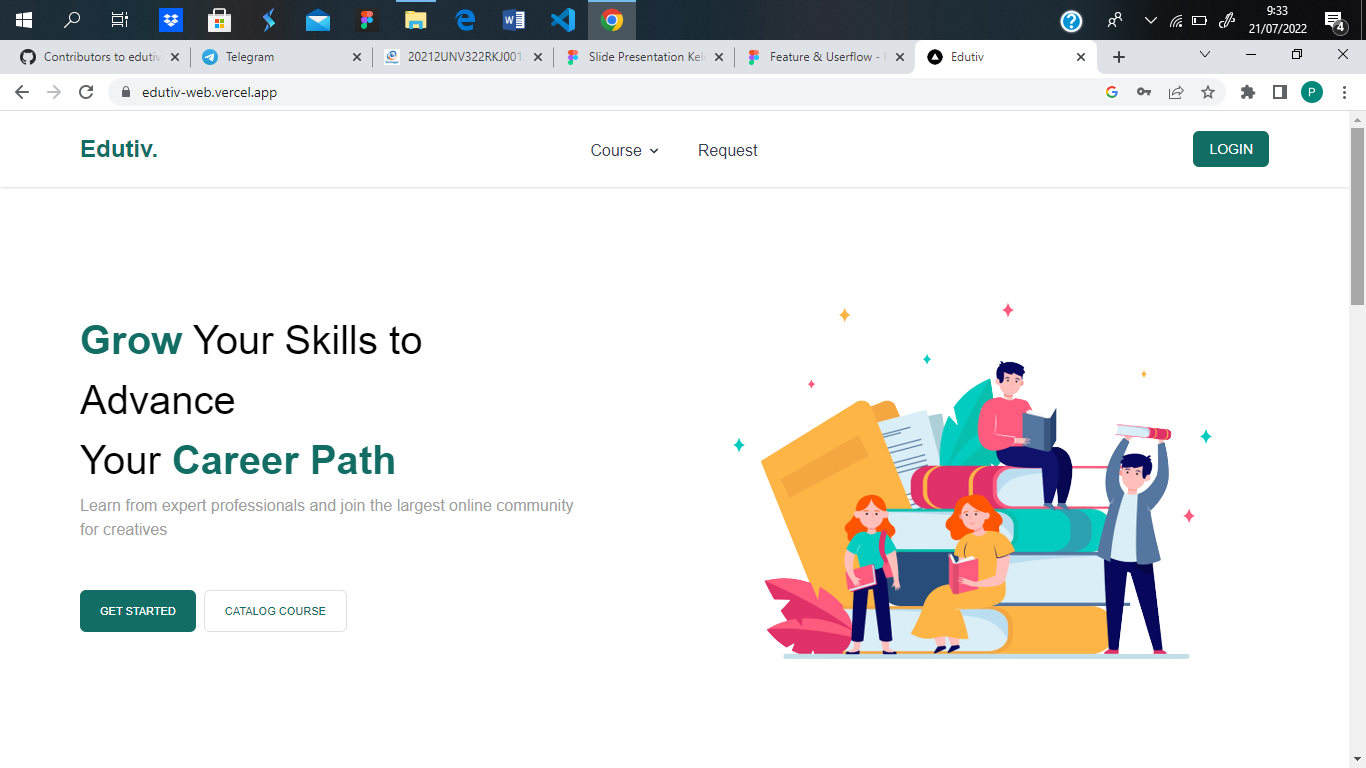 9:33
21/07/2022
4
Contributors to edutiv
Telegram
20212UNV322RKJ001
Slide Presentation Kel
Feature & Userflow -
Edutiv
edutiv-web.vercel.app
P
Edutiv.
Course
Request
LOGIN
Grow Your Skills to
Advance
Your Career Path
Learn from expert professionals and join the largest online community
for creatives
GET STARTED
CATALOG COURSE